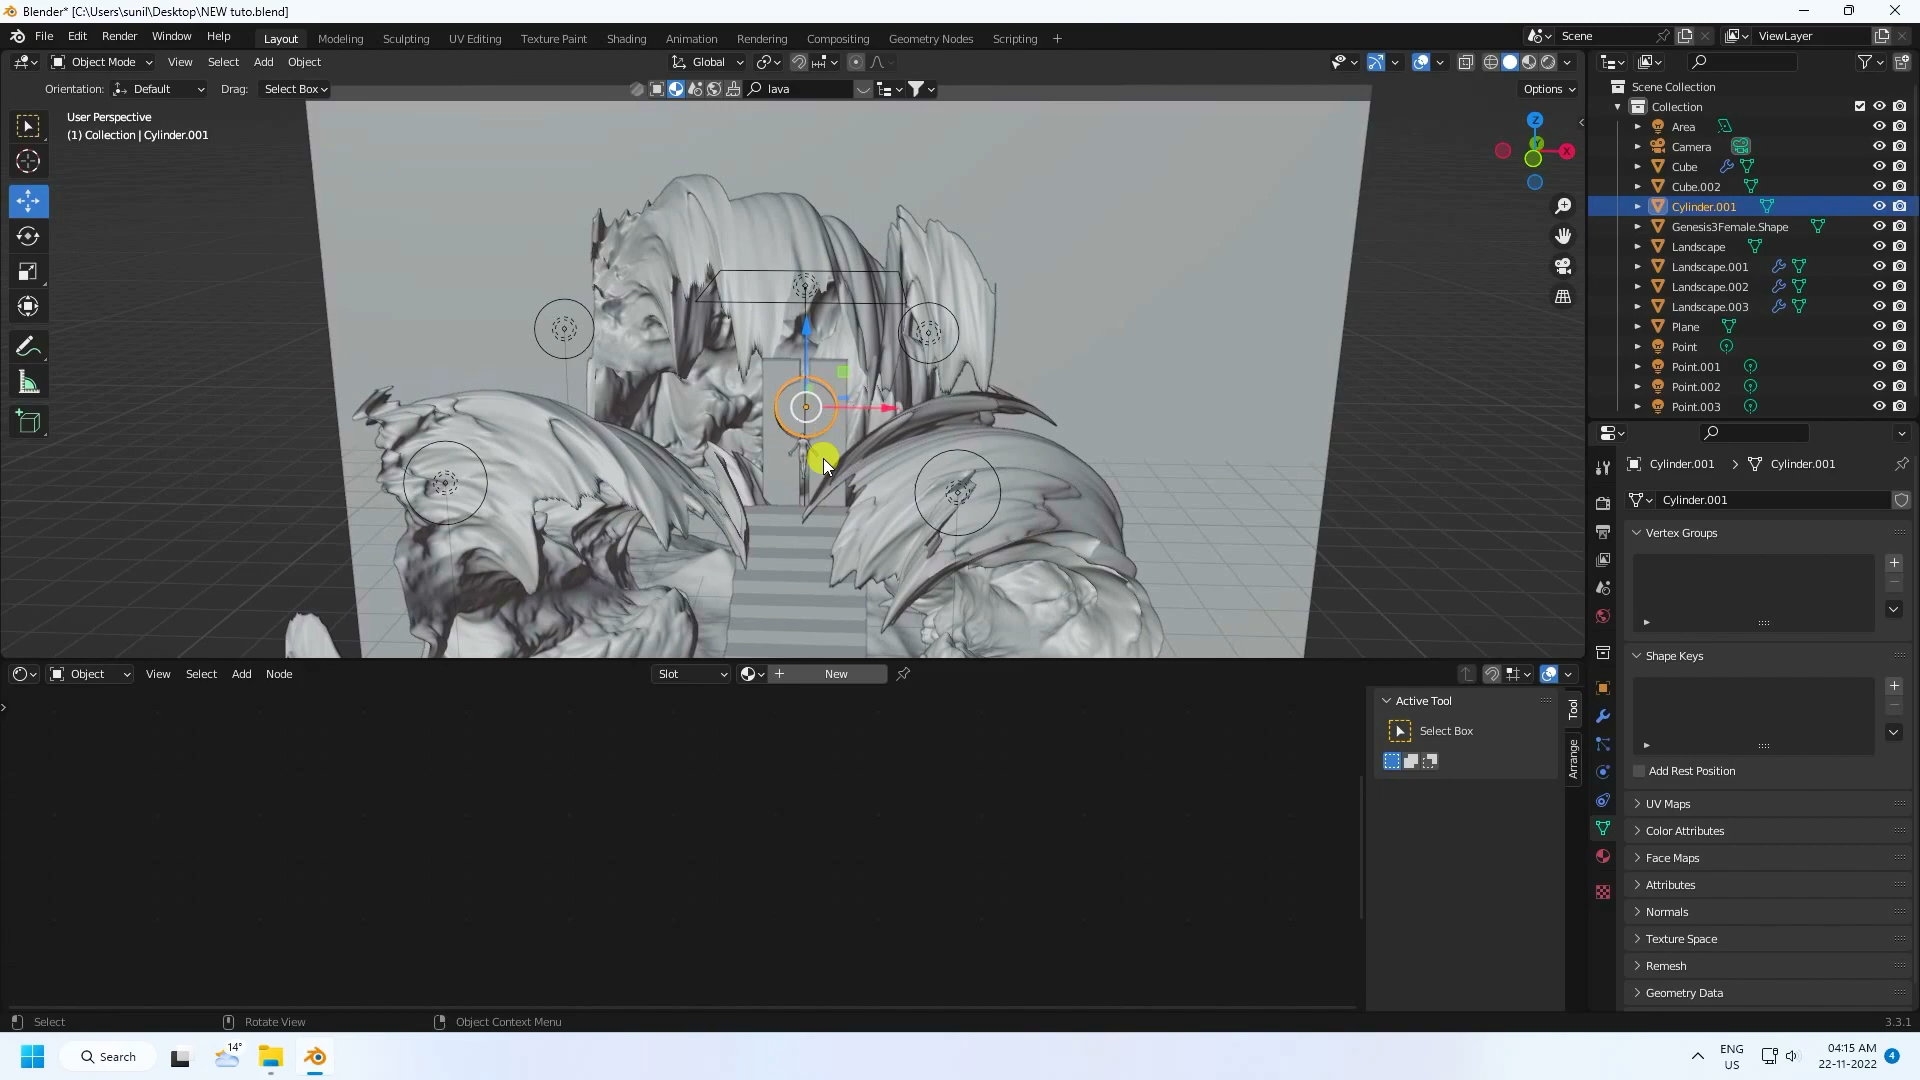 Blender* [C:\Users\sunil\Desktop\NEW tuto.blend]
File Edit Render Window Help Layout Modeling Sculpting UV Editing Texture Paint Shading Animation Rendering Compositing Geometry Nodes Scripting + Scene ViewLayer
Object Mode View Select Add Object Global
Orientation: Default Drag: Select Box lava Options
User Perspective
(1) Collection | Cylinder.001
Z
Y
X
Scene Collection
Collection
Area
Camera
Cube
Cube.002
Cylinder.001
Genesis3Female.Shape
Landscape
Landscape.001
Landscape.002
Landscape.003
Plane
Point
Point.001
Point.002
Point.003
Cylinder.001 > Cylinder.001
Cylinder.001
Vertex Groups
Shape Keys
Add Rest Position
UV Maps
Color Attributes
Face Maps
Attributes
Normals
Texture Space
Remesh
Geometry Data
Object View Select Add Node Slot New
Active Tool
Select Box
Tool
Arrange
Select Rotate View Object Context Menu 3.3.1
14°
Search
ENG
US
04:15 AM
22-11-2022
4